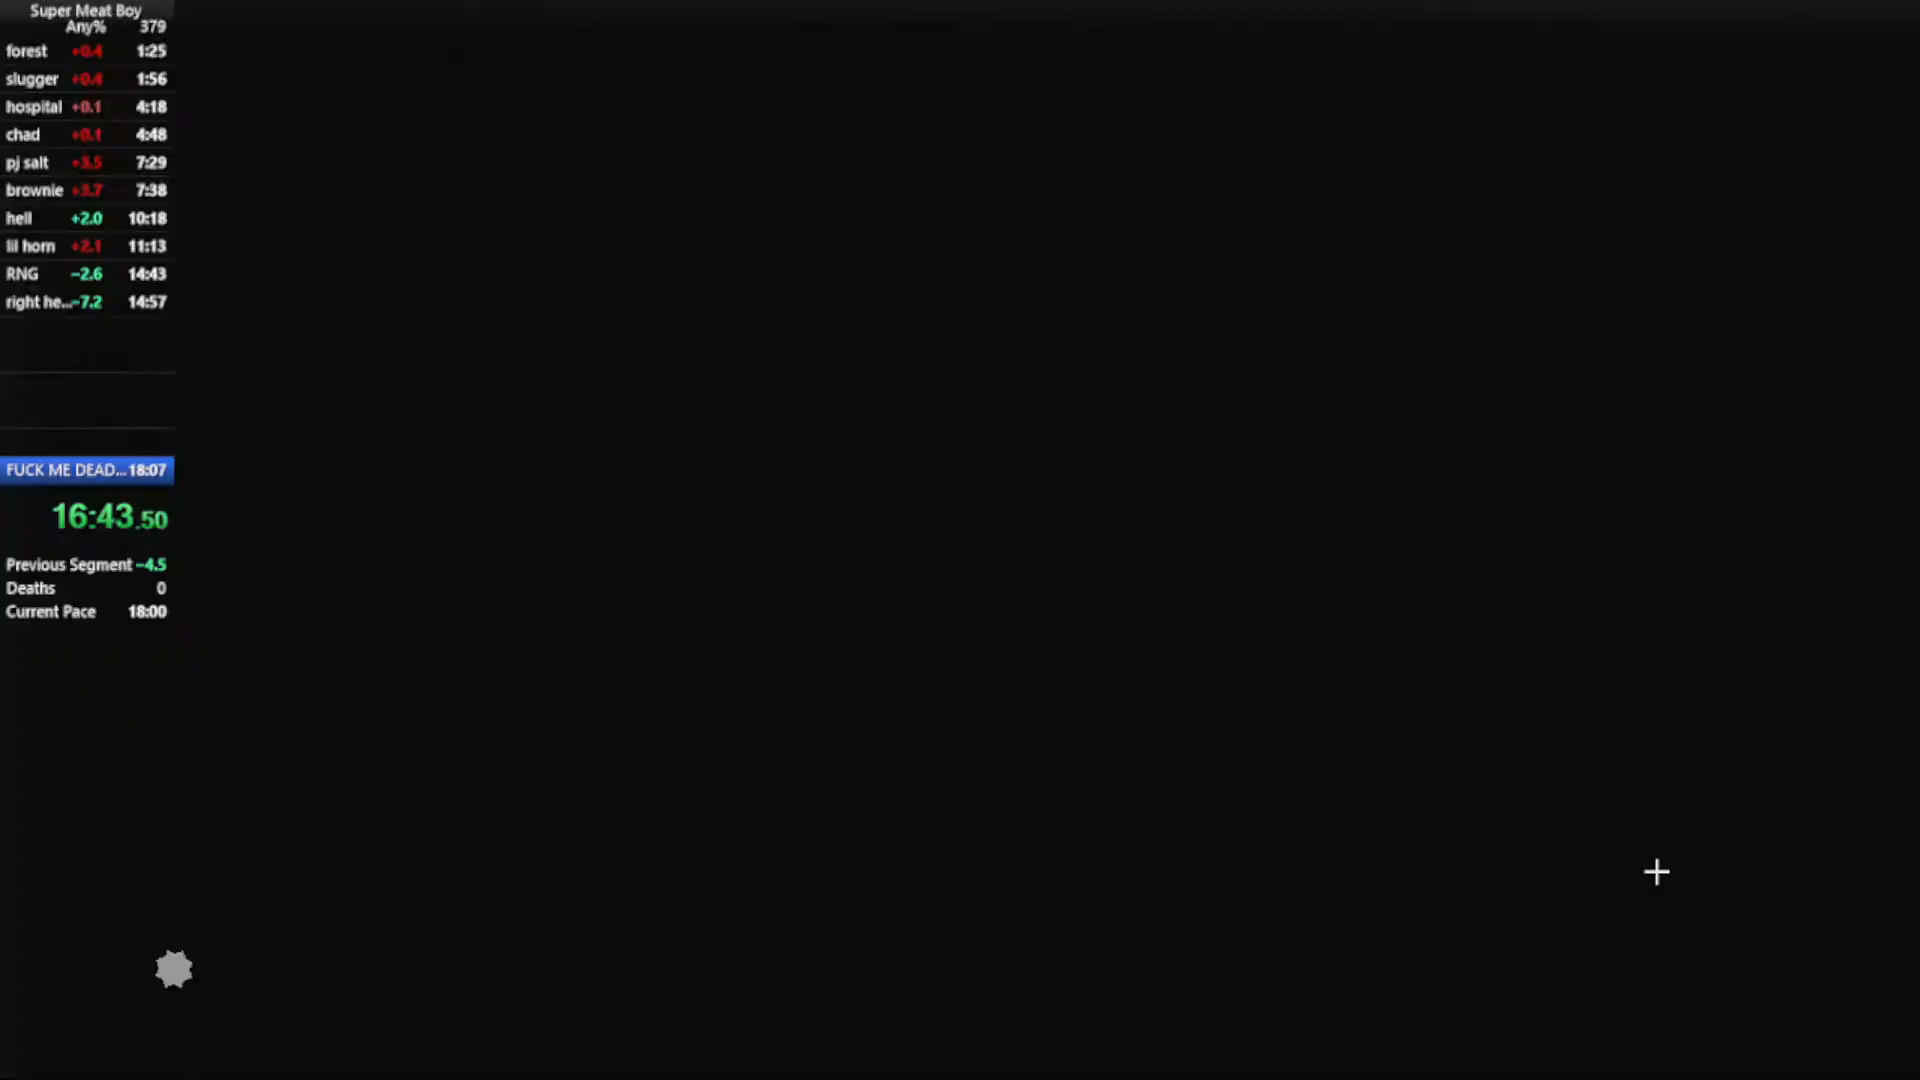 Super Meat Boy
Any% 379
forest +0.4 1:25
slugger +0.4 1:56
hospital +0.1 4:18
chad +0.1 4:48
pj salt +3.5 7:29
brownie +3.7 7:38
hell +2.0 10:18
lil horn +2.1 11:13
RNG −2.6 14:43
right he... −7.2 14:57
FUCK ME DEAD... 18:07
16:43.50
Previous Segment −4.5
Deaths 0
Current Pace 18:00